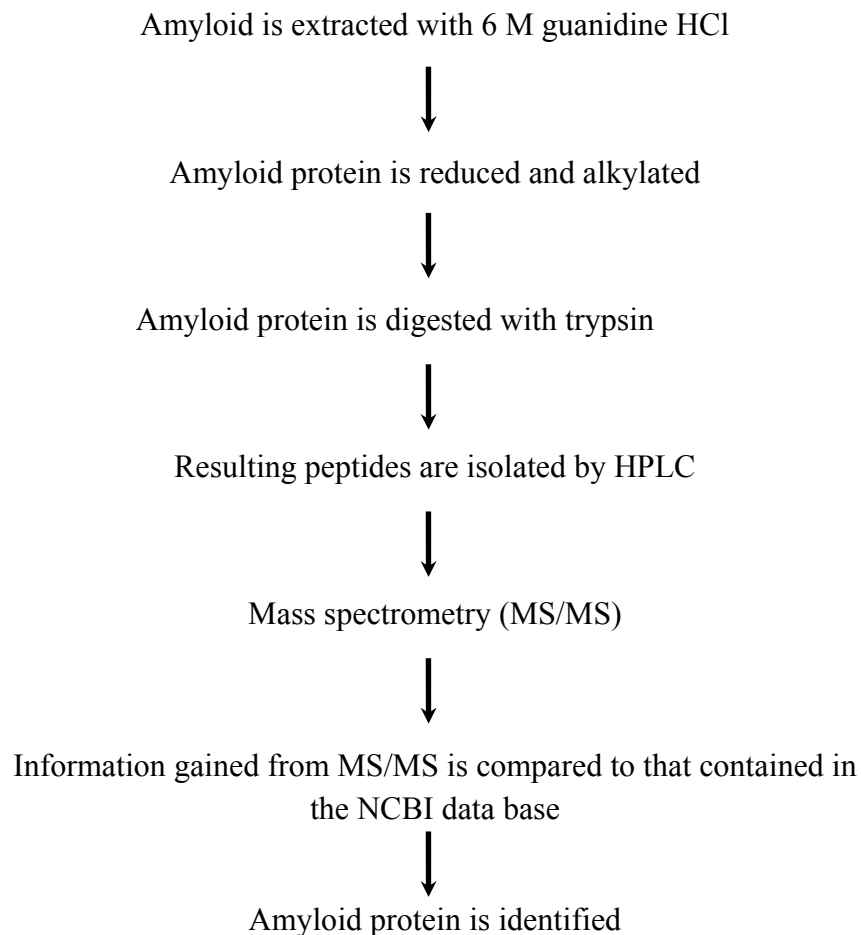 Amyloid is extracted with 6 M guanidine HCl
Amyloid protein is reduced and alkylated
Amyloid protein is digested with trypsin
Resulting peptides are isolated by HPLC
Mass spectrometry (MS/MS)
Information gained from MS/MS is compared to that contained in
the NCBI data base
Amyloid protein is identified